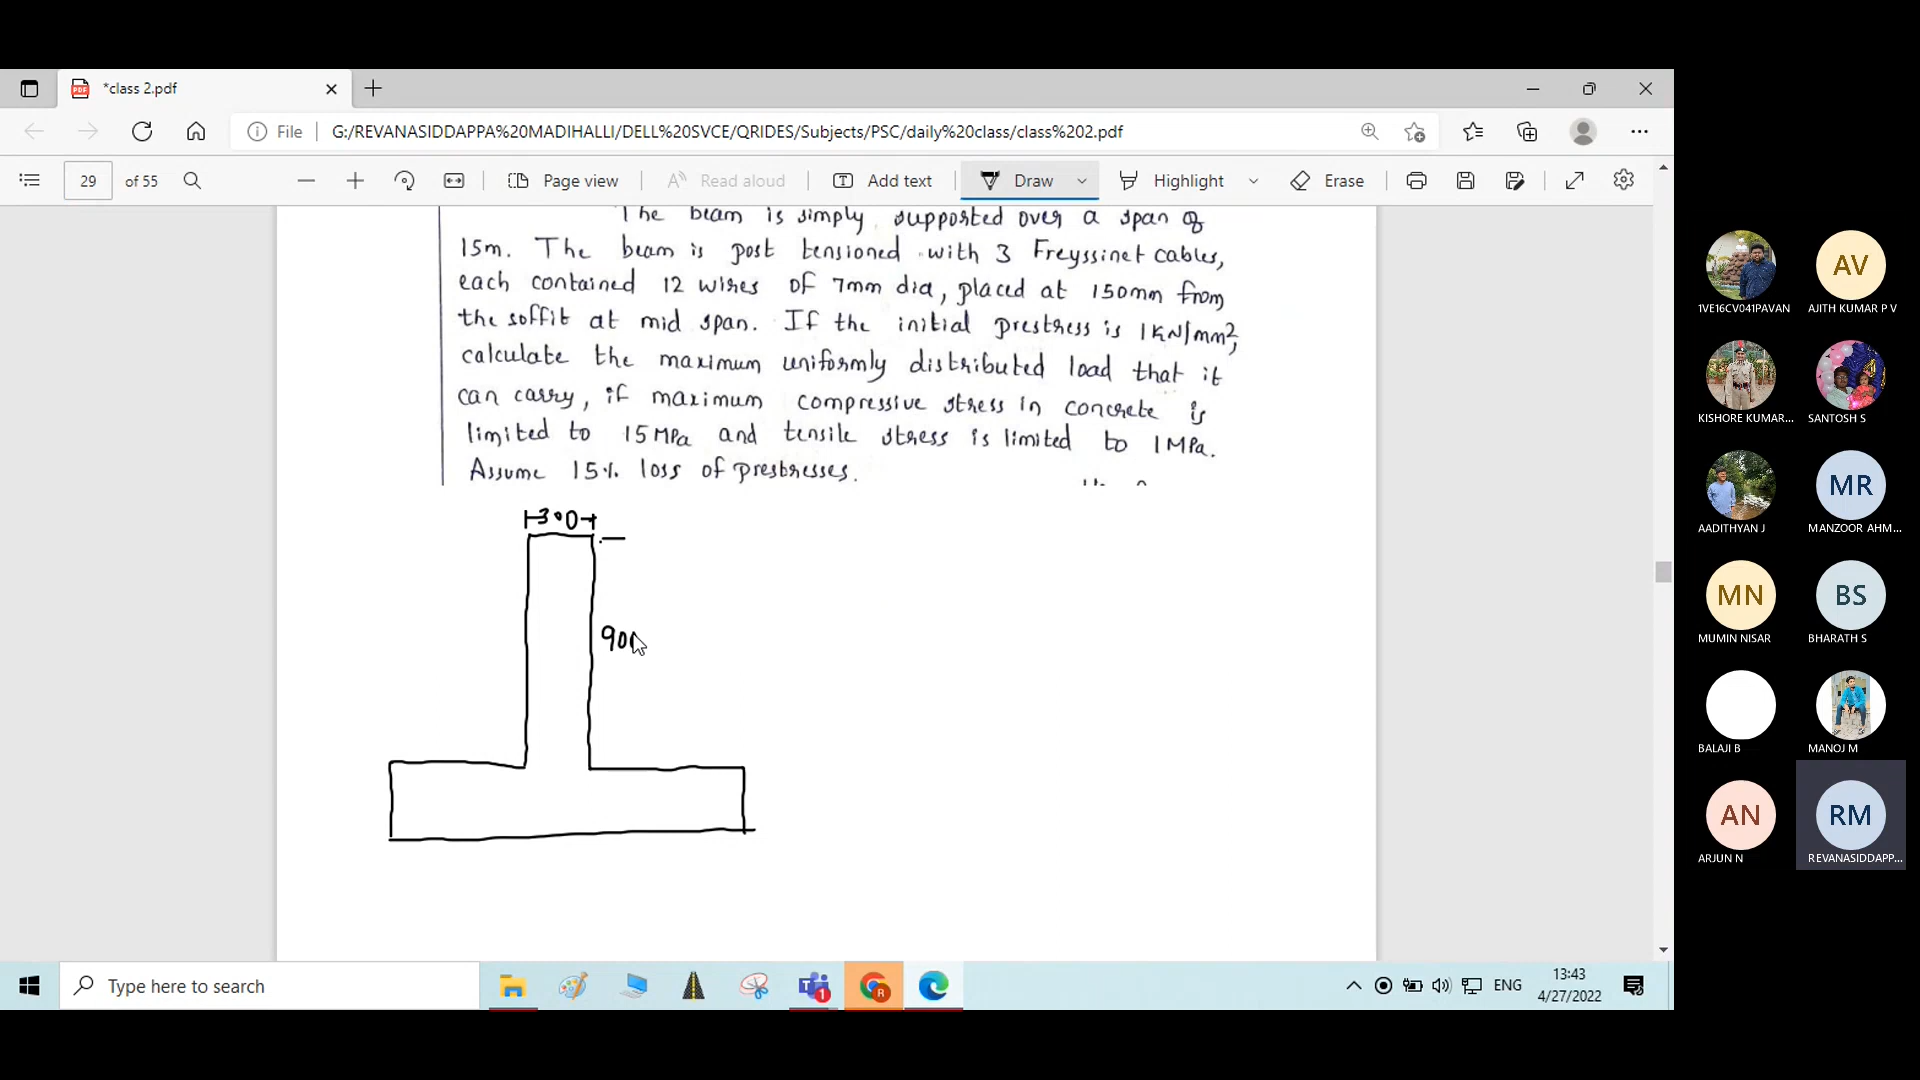 *class 2.pdf
File | G:/REVANASIDDAPPA%20MADIHALLI/DELL%20SVCE/QRIDES/Subjects/PSC/daily%20class/class%202.pdf
29 of 55 Page view Read aloud Add text Draw Highlight Erase
The beam is simply supported over a span of
15m. The beam is post tensioned with 3 Freyssinet cables,
each contained 12 wires of 7mm dia, placed at 150mm from
the soffit at mid span. If the initial prestress is 1KN/mm²,
calculate the maximum uniformly distributed load that it
can carry, if maximum compressive stress in concrete is
limited to 15MPa and tensile stress is limited to 1MPa.
Assume 15% loss of prestresses.
300
900
AV
1VE16CV041PAVAN
AJITH KUMAR P V
KISHORE KUMAR...
SANTOSH S
MR
AADITHYAN J
MANZOOR AHM...
MN
BS
MUMIN NISAR
BHARATH S
BALAJI B
MANOJ M
AN
RM
ARJUN N
REVANASIDDAPP...
Type here to search
1
R
ENG
13:43
4/27/2022